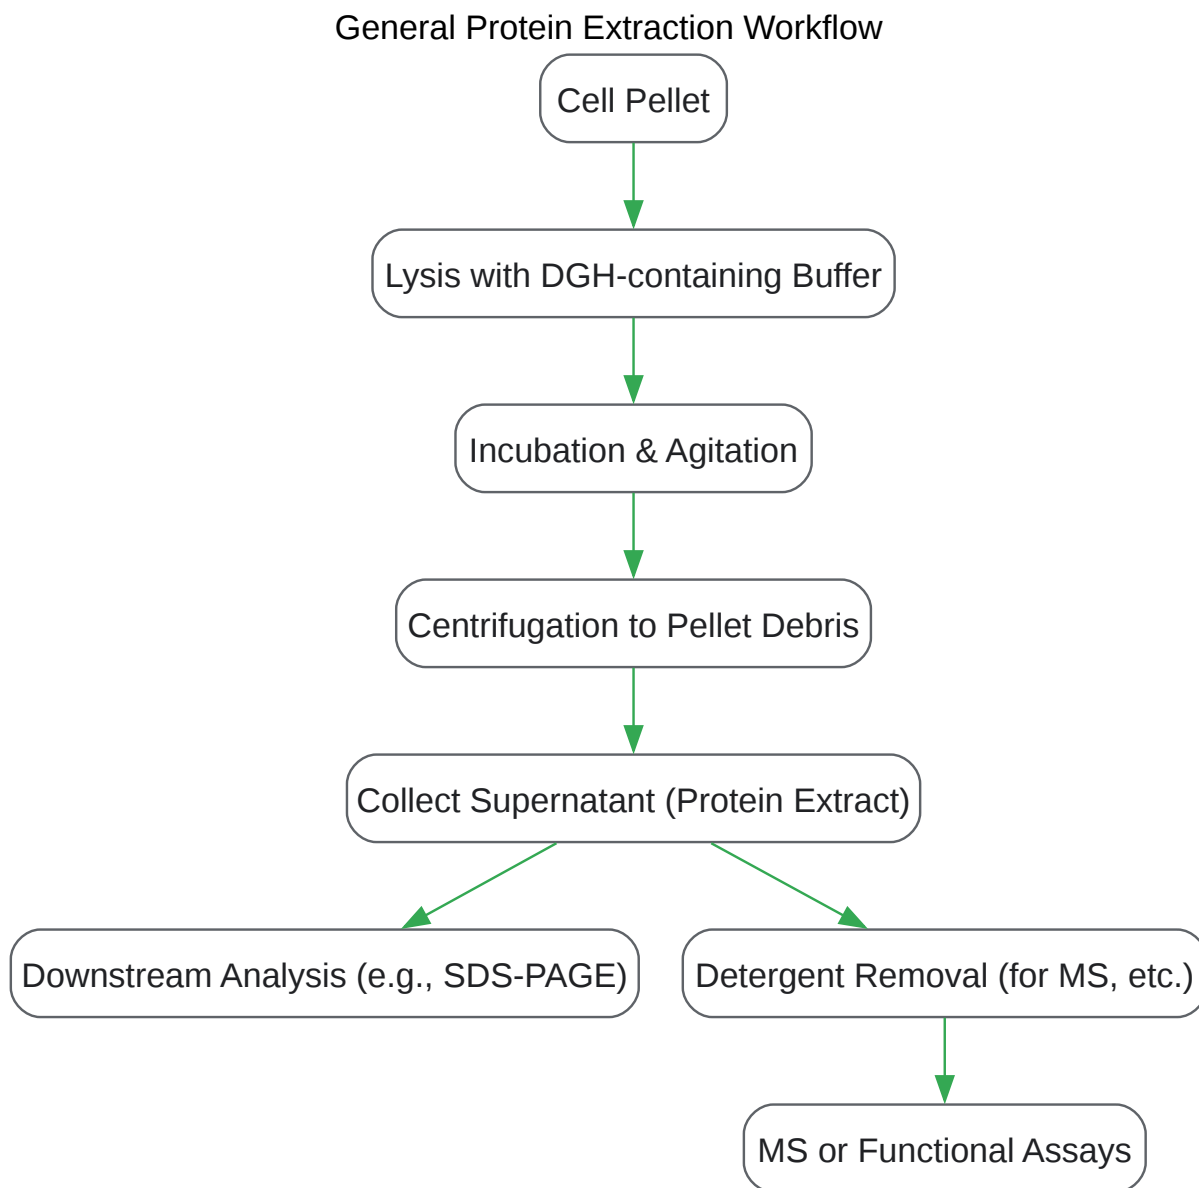 General Protein Extraction Workflow
Cell Pellet
Lysis with DGH-containing Buffer
Incubation & Agitation
Centrifugation to Pellet Debris
Collect Supernatant (Protein Extract)
Downstream Analysis (e.g., SDS-PAGE)
Detergent Removal (for MS, etc.)
MS or Functional Assays